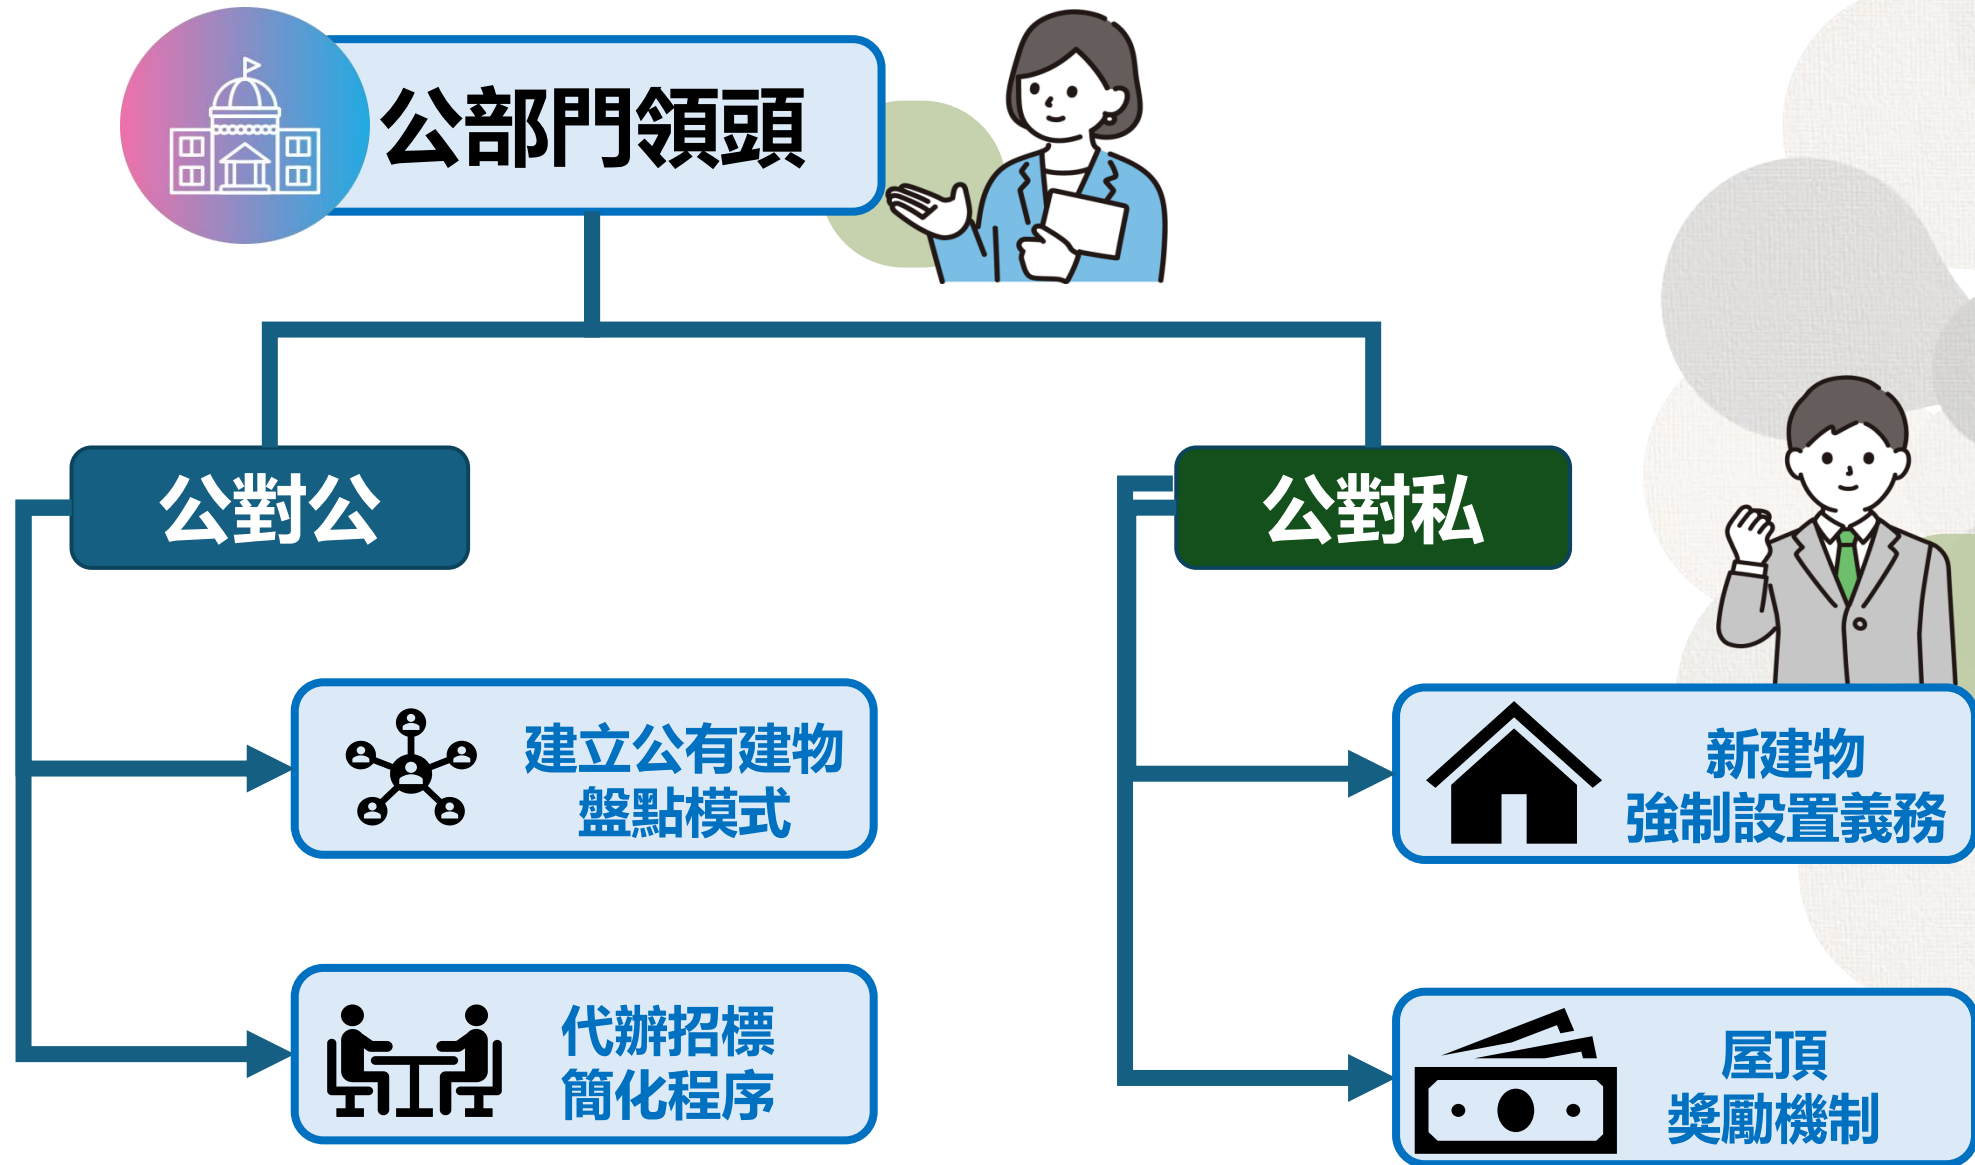 公部門領頭
公對公
公對私
建立公有建物
盤點模式
代辦招標
簡化程序
新建物
強制設置義務
屋頂
獎勵機制